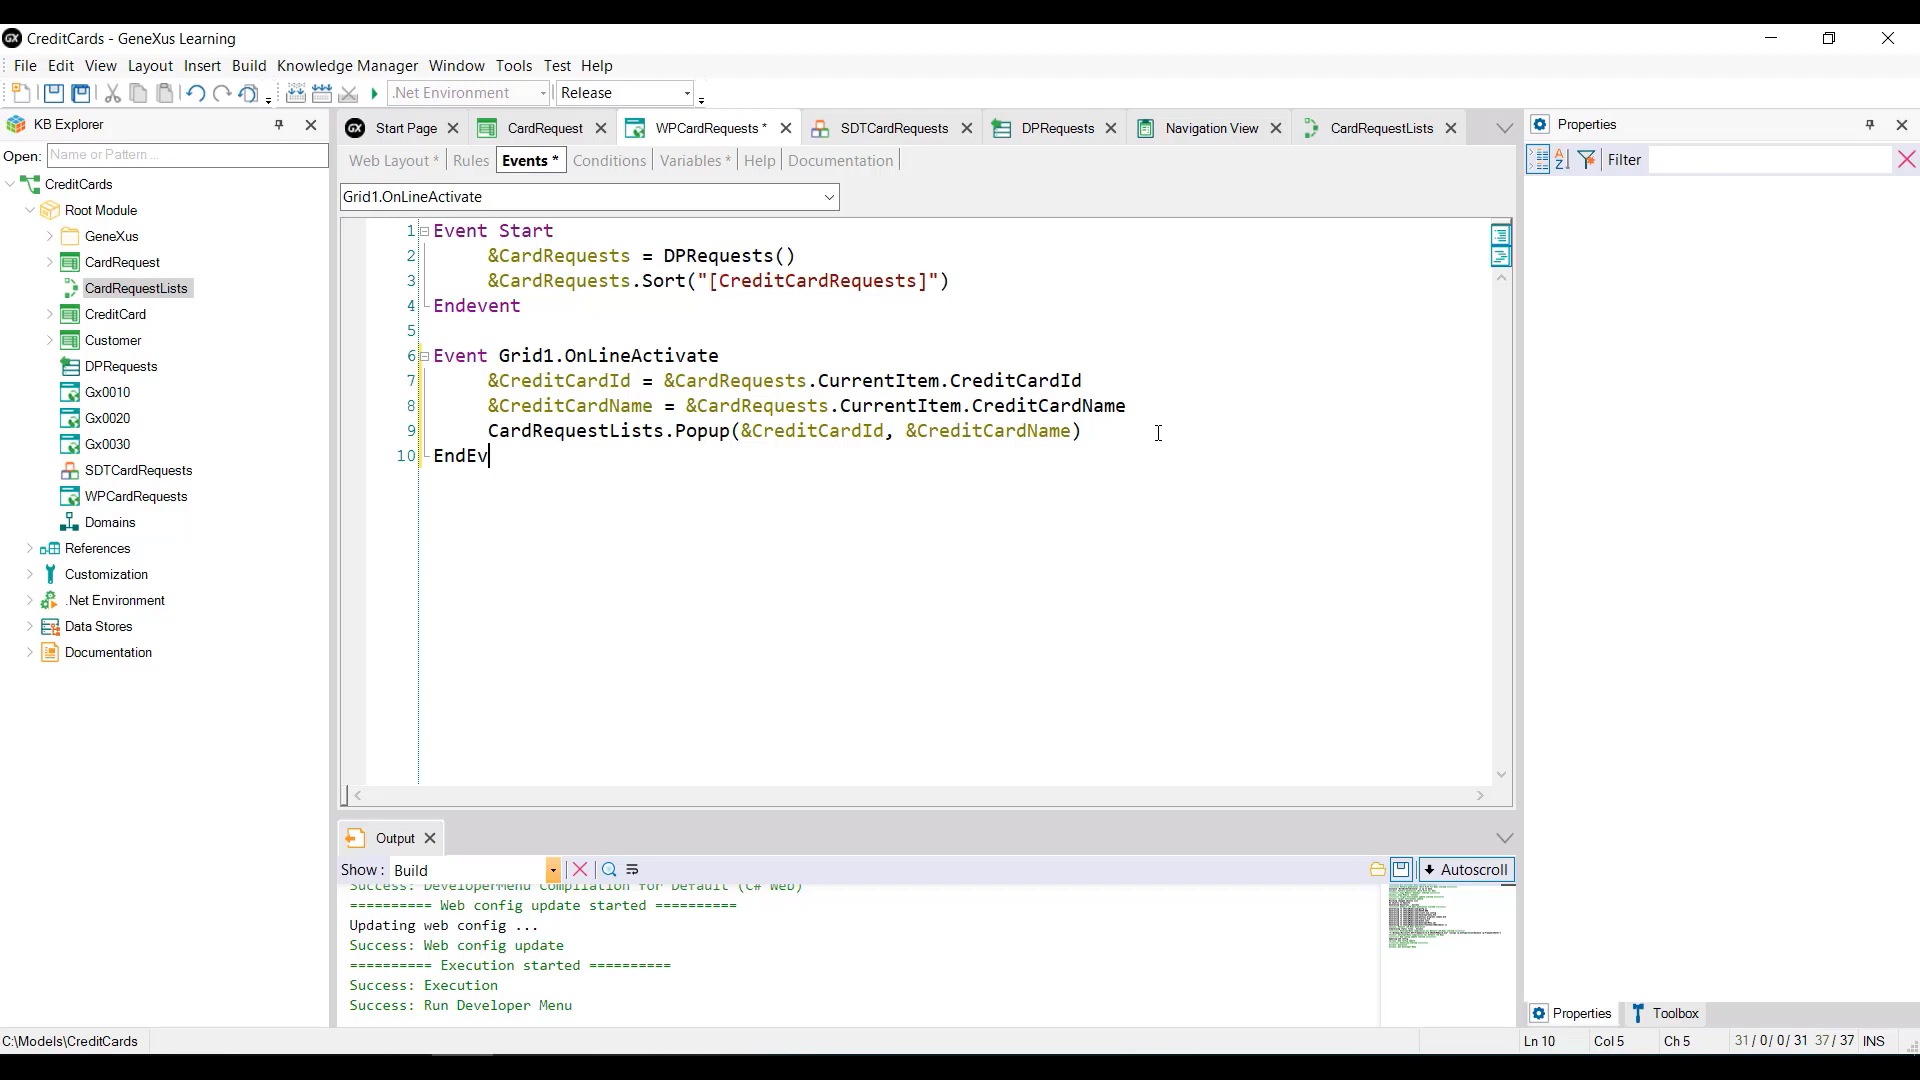 CreditCards - GeneXus Learning
File Edit View Layout Insert Build Knowledge Manager Window Tools Test Help
.Net Environment Release
KB Explorer
Open: Name or Pattern ...
CreditCards
Root Module
GeneXus
CardRequest
CardRequestLists
CreditCard
Customer
DPRequests
Gx0010
Gx0020
Gx0030
SDTCardRequests
WPCardRequests
Domains
References
Customization
.Net Environment
Data Stores
Documentation
Start Page CardRequest WPCardRequests * SDTCardRequests DPRequests Navigation View CardRequestLists
Web Layout * Rules Events * Conditions Variables * Help Documentation
Grid1.OnLineActivate
1 Event Start
2 &CardRequests = DPRequests()
3 &CardRequests.Sort("[CreditCardRequests]")
4 Endevent
5
6 Event Grid1.OnLineActivate
7 &CreditCardId = &CardRequests.CurrentItem.CreditCardId
8 &CreditCardName = &CardRequests.CurrentItem.CreditCardName
9 CardRequestLists.Popup(&CreditCardId, &CreditCardName)
10 EndEv
Output
Show: Build
Autoscroll
Success: DeveloperMenu Compilation for Default (C# Web)
========== Web config update started ==========
Updating web config ...
Success: Web config update
========== Execution started ==========
Success: Execution
Success: Run Developer Menu
Properties
Filter
Properties Toolbox
C:\Models\CreditCards
Ln 10 Col 5 Ch 5 31/ 0/ 0/ 31 37/ 37 INS